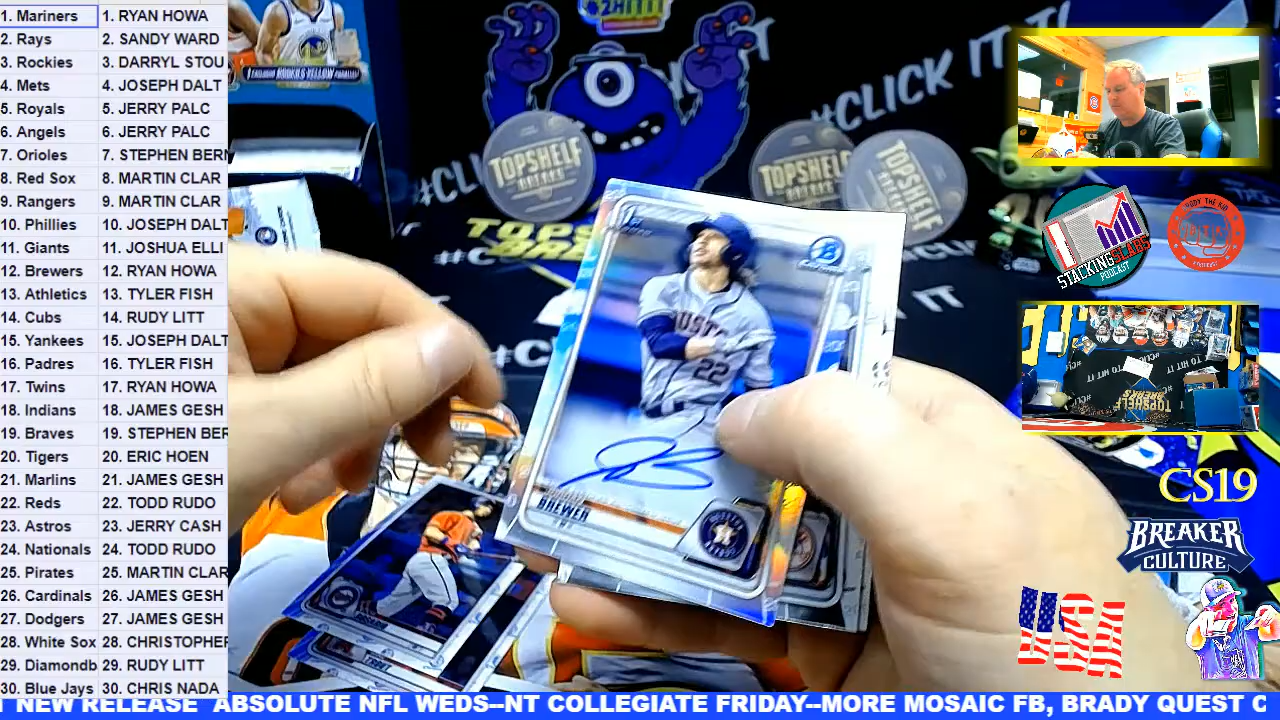 1. Mariners 1. RYAN HOWA
2. Rays 2. SANDY WARD
3. Rockies 3. DARRYL STOU
4. Mets 4. JOSEPH DALT
5. Royals 5. JERRY PALC
6. Angels 6. JERRY PALC
7. Orioles 7. STEPHEN BERN
8. Red Sox 8. MARTIN CLAR
9. Rangers 9. MARTIN CLAR
10. Phillies 10. JOSEPH DALT
11. Giants 11. JOSHUA ELLI
12. Brewers 12. RYAN HOWA
13. Athletics 13. TYLER FISH
14. Cubs 14. RUDY LITT
15. Yankees 15. JOSEPH DALT
16. Padres 16. TYLER FISH
17. Twins 17. RYAN HOWA
18. Indians 18. JAMES GESH
19. Braves 19. STEPHEN BER
20. Tigers 20. ERIC HOEN
21. Marlins 21. JAMES GESH
22. Reds 22. TODD RUDO
23. Astros 23. JERRY CASH
24. Nationals 24. TODD RUDO
25. Pirates 25. MARTIN CLAR
26. Cardinals 26. JAMES GESH
27. Dodgers 27. JAMES GESH
28. White Sox 28. CHRISTOPHER
29. Diamondb 29. RUDY LITT
30. Blue Jays 30. CHRIS NADA
#CLICK IT
TOPSHELF
BREAKS
TOPSHELF
BREAKS
TOPSHELF
BREAKS
22
BREWER
STACKING SLABS
PODCAST
CS19
BREAKER
CULTURE
USA
NEW RELEASE ABSOLUTE NFL WEDS--NT COLLEGIATE FRIDAY--MORE MOSAIC FB, BRADY QUEST